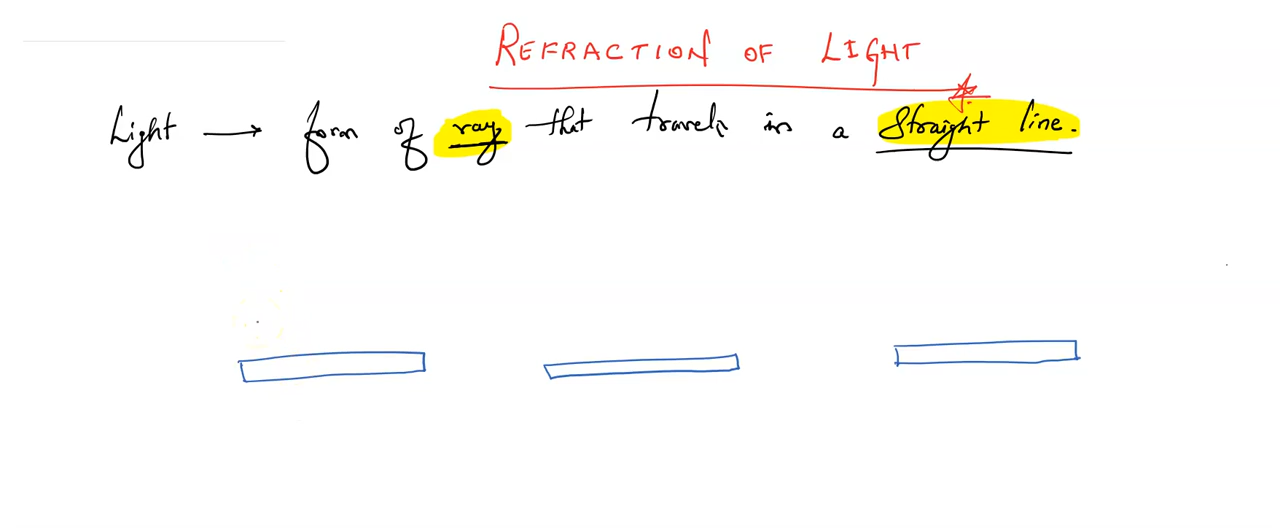 REFRACTION OF LIGHT
Light → form of ray that travels in a straight line.